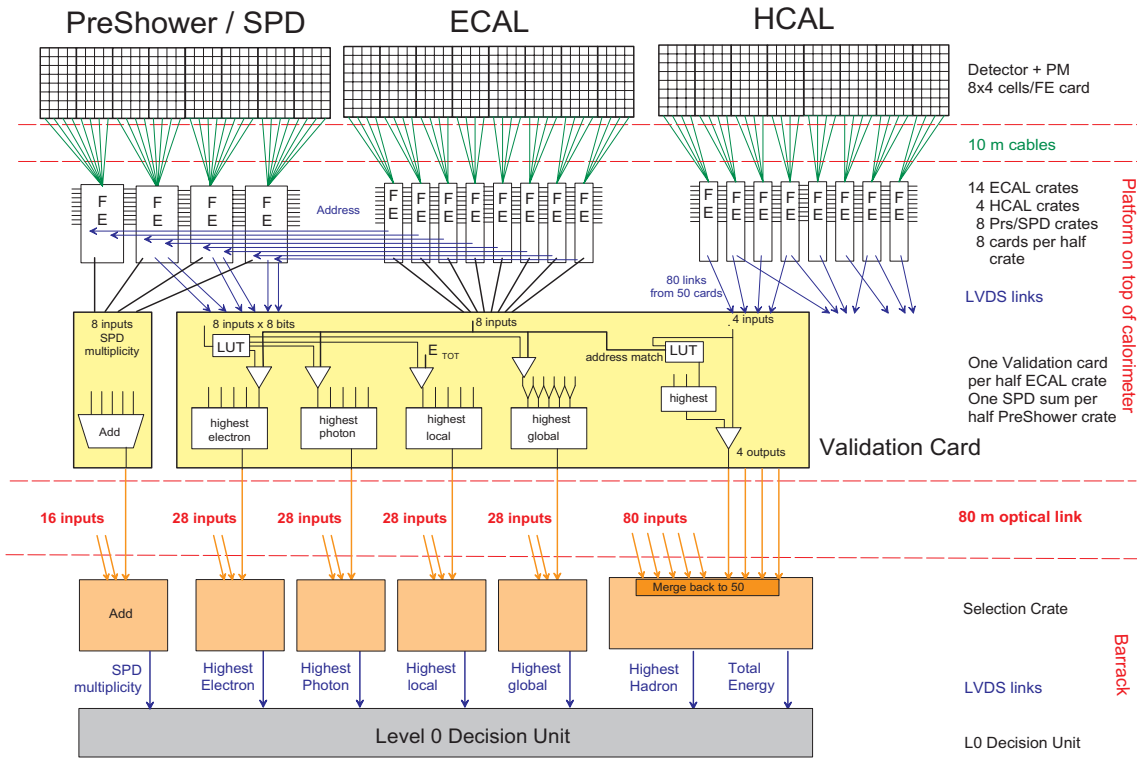 PreShower / SPD
ECAL
HCAL
Detector + PM
8x4 cells/FE card
10 m cables
F
E
F
E
F
E
F
E
Address
F
E
F
E
F
E
F
E
F
E
F
E
F
E
F
E
F
E
F
E
F
E
F
E
F
E
F
E
F
E
F
E
14 ECAL crates
4 HCAL crates
8 Prs/SPD crates
8 cards per half
crate
80 links
from 50 cards
LVDS links
Platform on top of calorimeter
8 inputs
SPD
multiplicity
Add
8 inputs x 8 bits
8 inputs
4 inputs
LUT
E TOT
address match
LUT
highest
highest
electron
highest
photon
highest
local
highest
global
4 outputs
One Validation card
per half ECAL crate
One SPD sum per
half PreShower crate
Validation Card
16 inputs
28 inputs
28 inputs
28 inputs
28 inputs
80 inputs
80 m optical link
Add
Merge back to 50
Selection Crate
SPD
multiplicity
Highest
Electron
Highest
Photon
Highest
local
Highest
global
Highest
Hadron
Total
Energy
LVDS links
Barrack
Level 0 Decision Unit
L0 Decision Unit